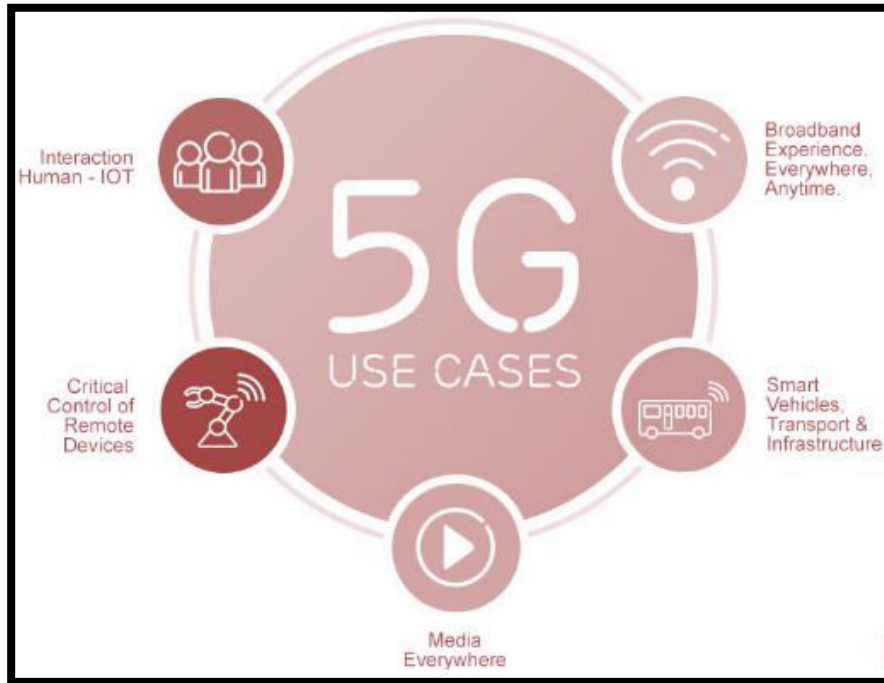 Interaction
Human - IOT
Broadband
Experience.
Everywhere,
Anytime.
5G
USE CASES
Critical
Control of
Remote
Devices
Smart
Vehicles,
Transport &
Infrastructure
Media
Everywhere